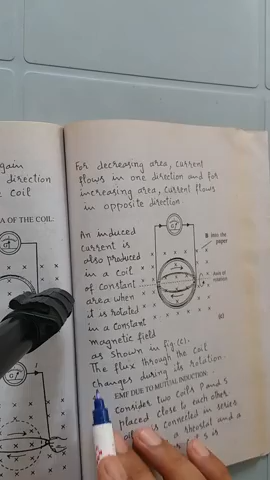 gain
direction
coil
A OF THE COIL:
For decreasing area, current
flows in one direction and for
increasing area, current flows
in opposite direction
An induced
current is
also produced
in a coil
of constant
area when
it is rotated
in a constant
magnetic field
as shown in fig(c).
The flux through the coil
changes during its rotation.
B into the
paper
Axis of
rotation
(c)
EMF DUE TO MUTUAL INDUCTION:
consider two coils P and S
placed close to each other
is connected in series
a rheostat and a
S is